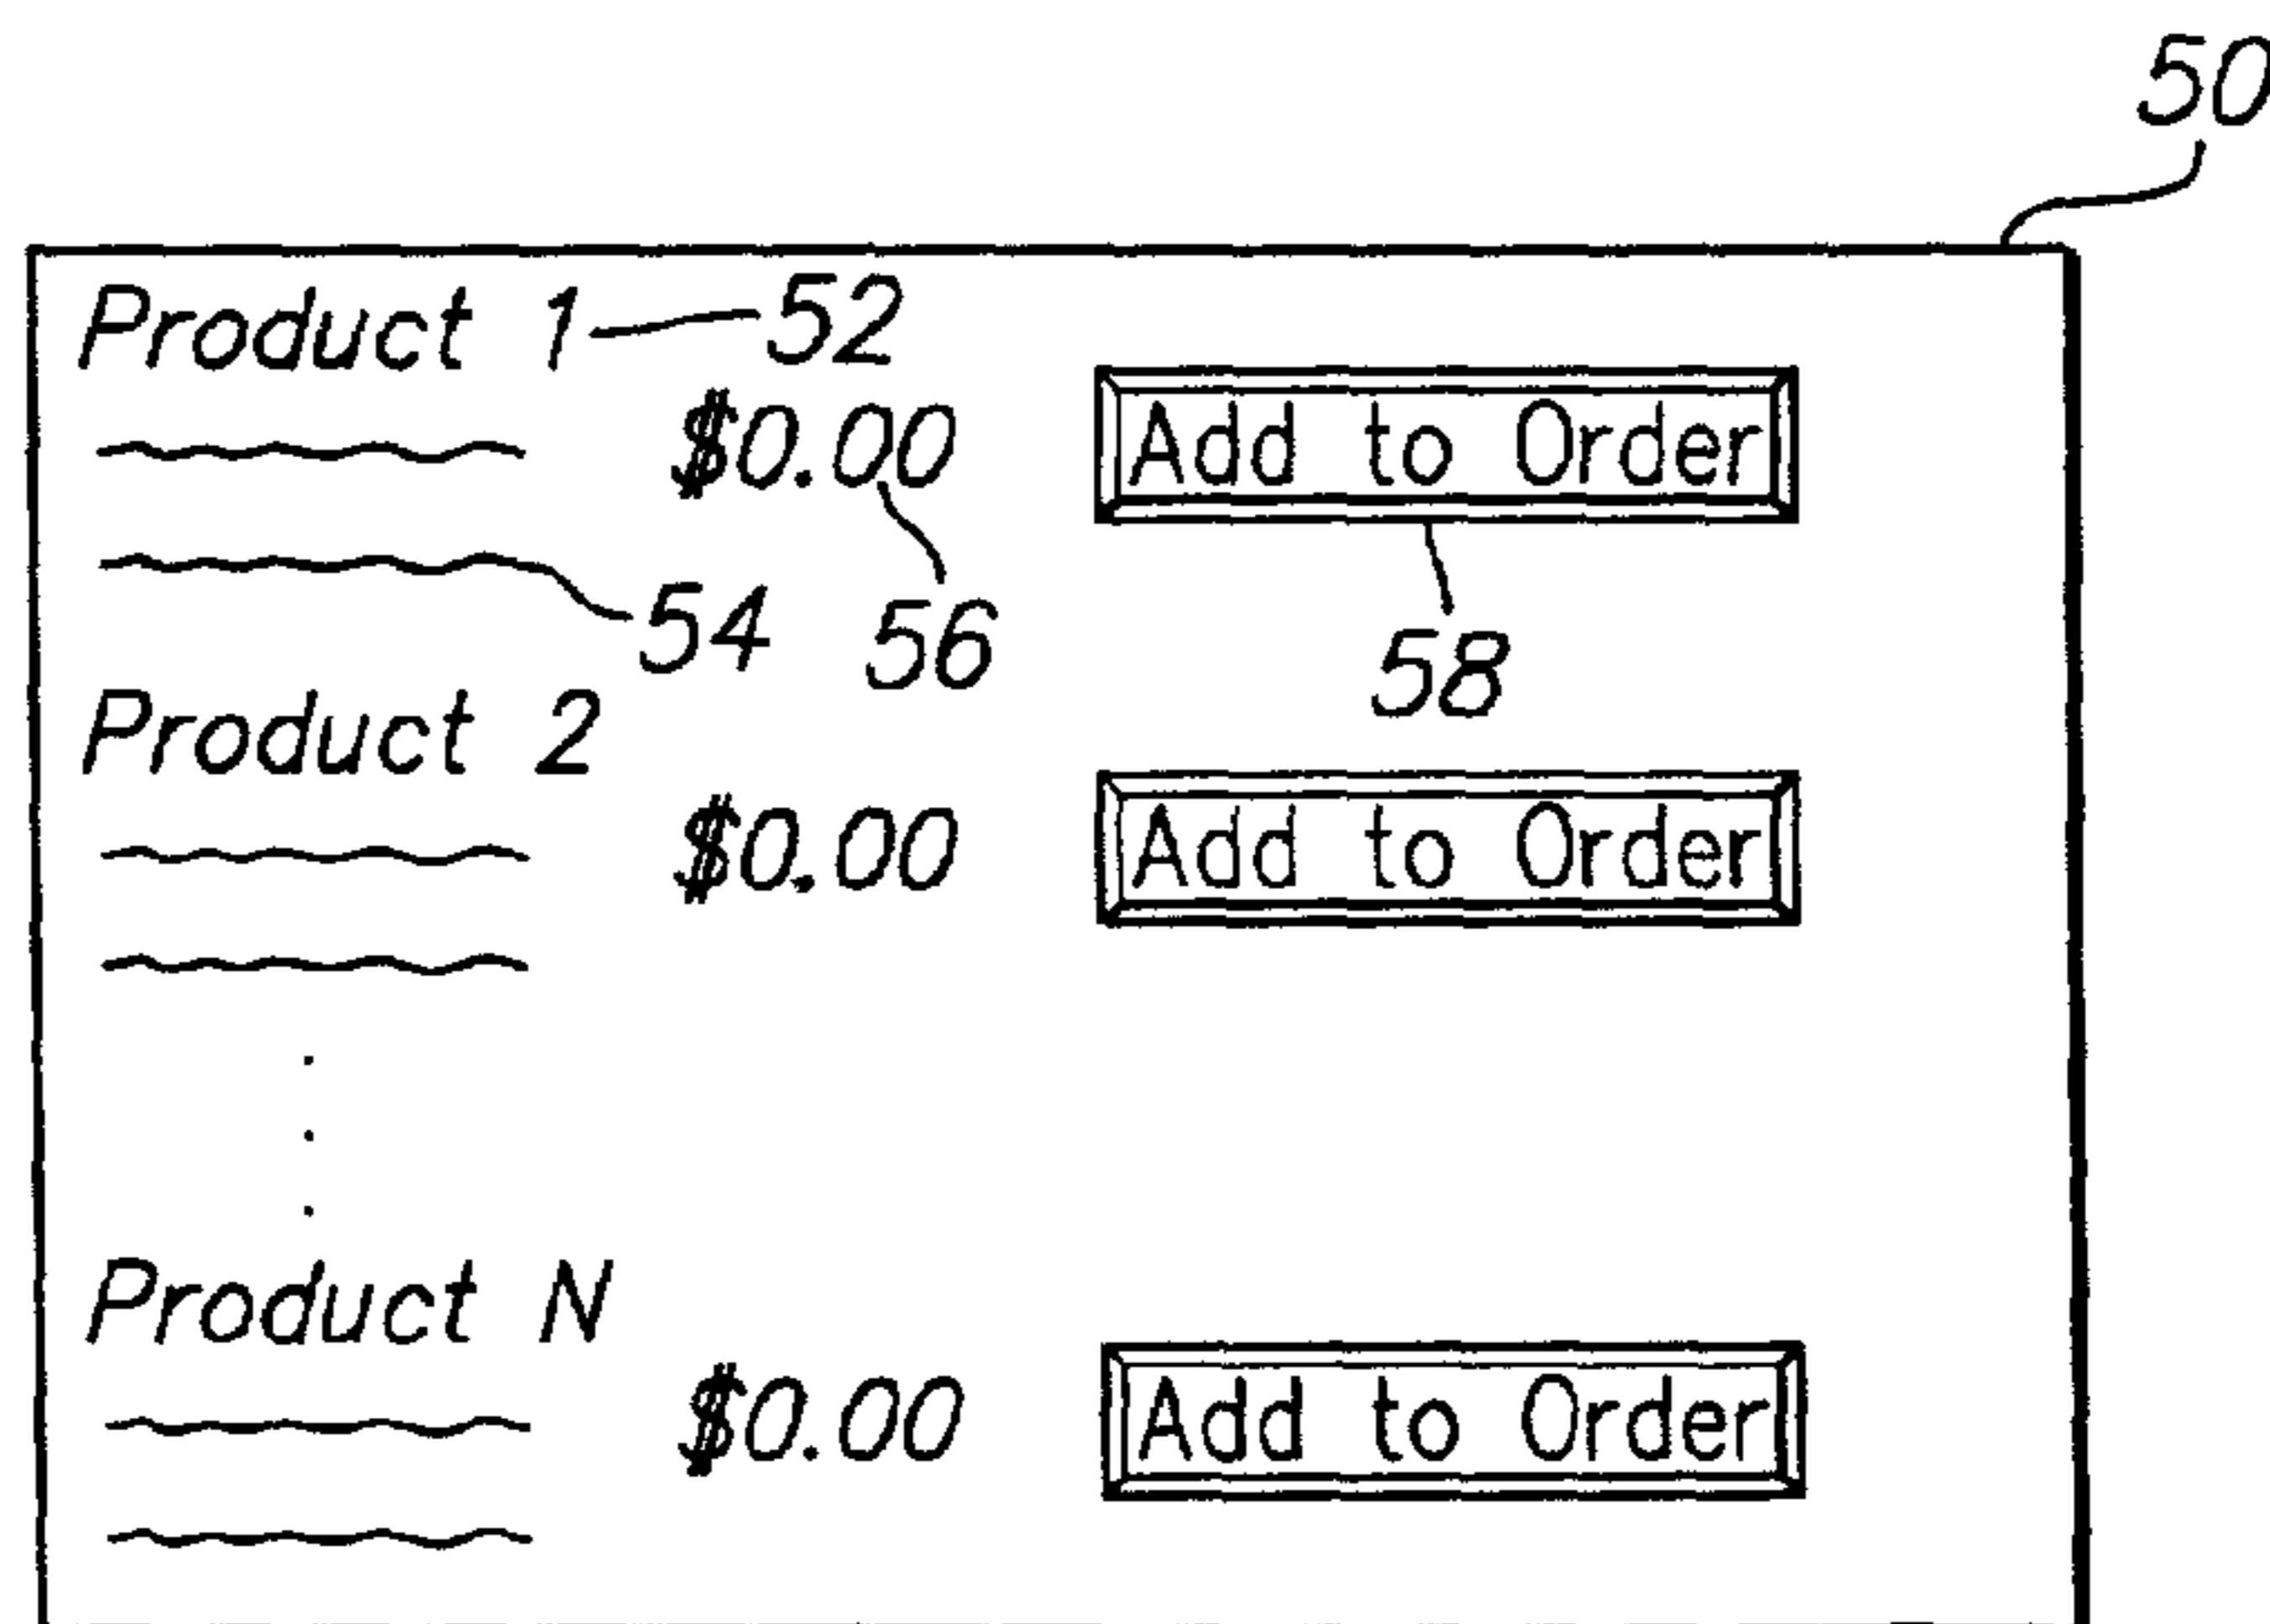 50
Product 1 52
$0.00 Add to Order
54 56 58
Product 2
$0.00 Add to Order
Product N
$0.00 Add to Order